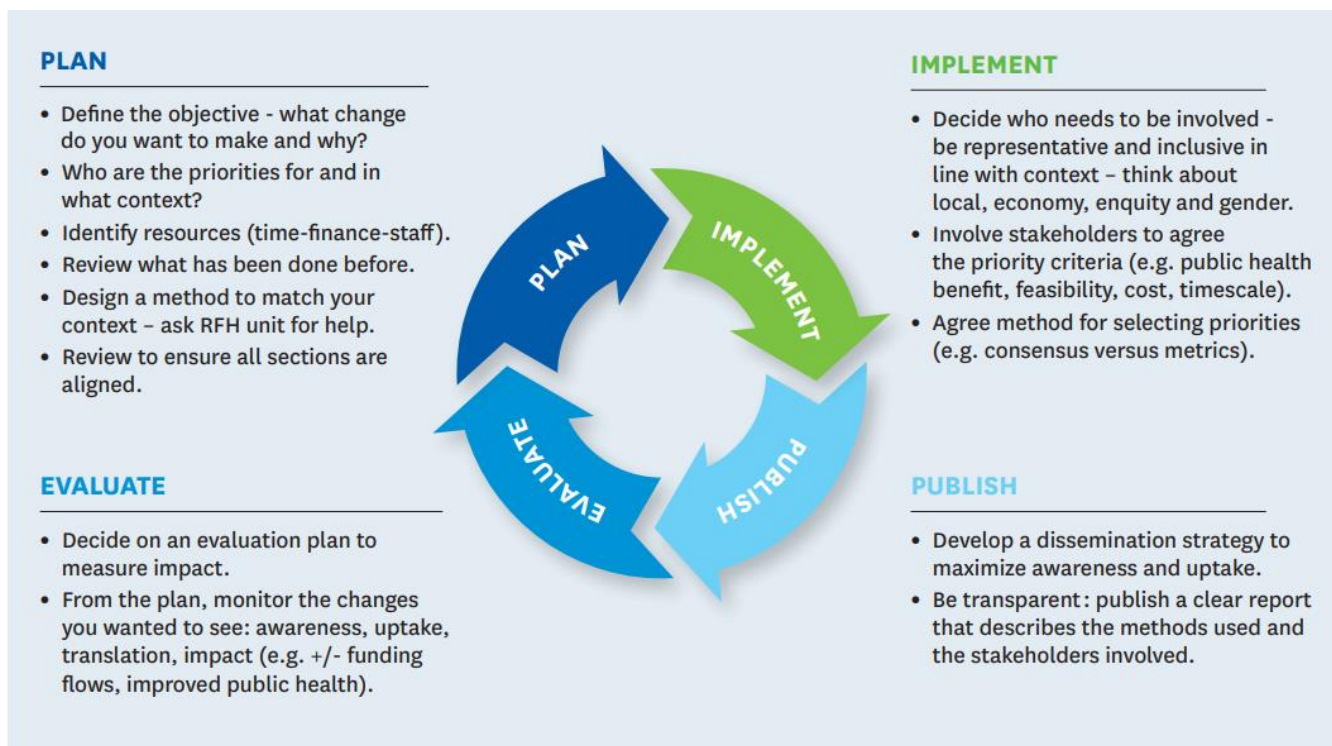 PLAN
• Define the objective - what change
do you want to make and why?
• Who are the priorities for and in
what context?
• Identify resources (time-finance-staff).
• Review what has been done before.
• Design a method to match your
context – ask RFH unit for help.
• Review to ensure all sections are
aligned.
IMPLEMENT
• Decide who needs to be involved -
be representative and inclusive in
line with context – think about
local, economy, enquity and gender.
• Involve stakeholders to agree
the priority criteria (e.g. public health
benefit, feasibility, cost, timescale).
• Agree method for selecting priorities
(e.g. consensus versus metrics).
PLAN
IMPLEMENT
PUBLISH
EVALUATE
EVALUATE
• Decide on an evaluation plan to
measure impact.
• From the plan, monitor the changes
you wanted to see: awareness, uptake,
translation, impact (e.g. +/- funding
flows, improved public health).
PUBLISH
• Develop a dissemination strategy to
maximize awareness and uptake.
• Be transparent: publish a clear report
that describes the methods used and
the stakeholders involved.